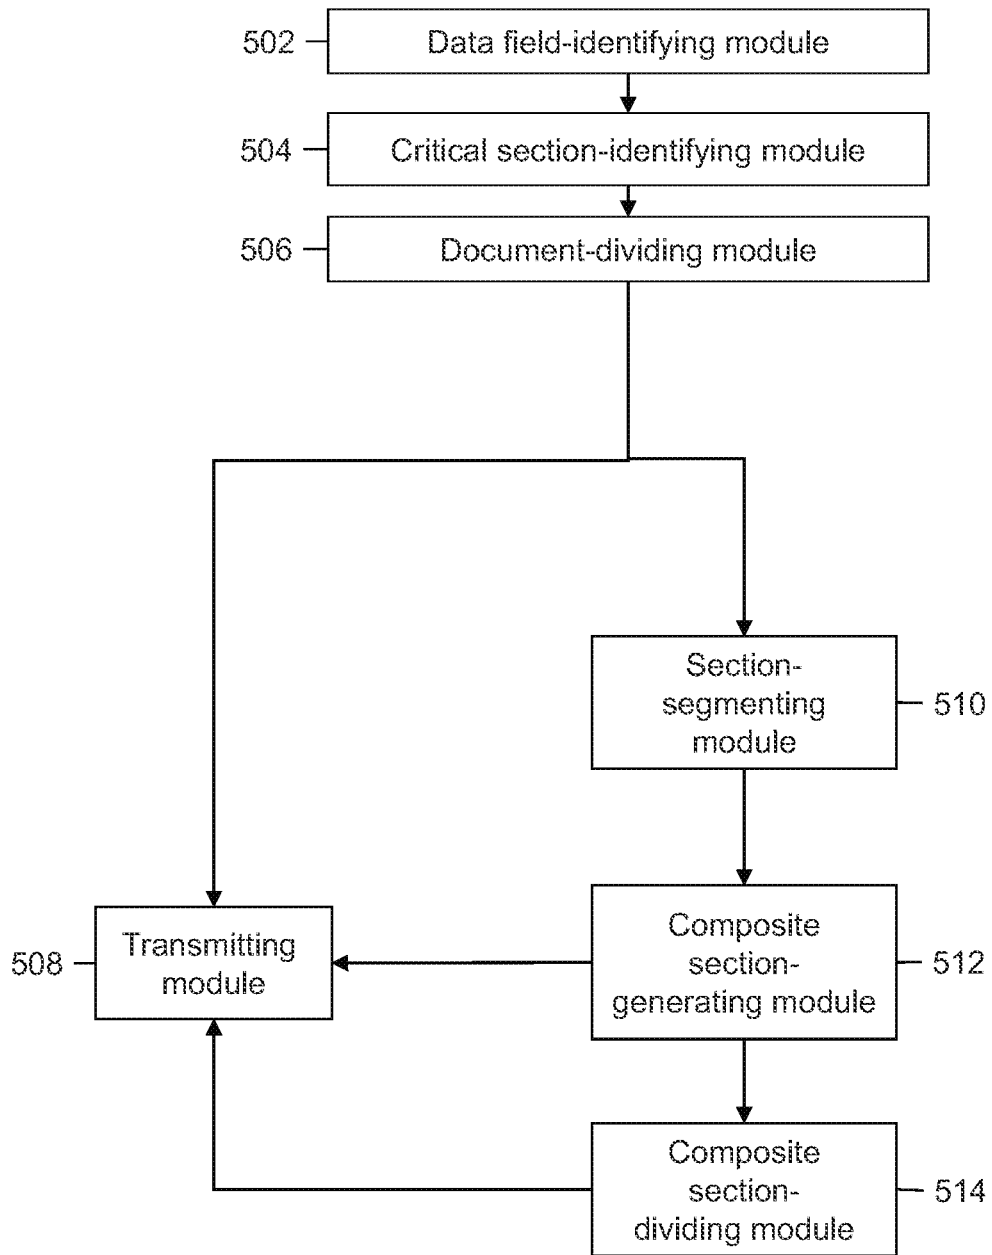 502
Data field-identifying module
504
Critical section-identifying module
506
Document-dividing module
Section-
segmenting
module
510
Composite
section-
generating module
512
Transmitting
module
508
Composite
section-
dividing module
514